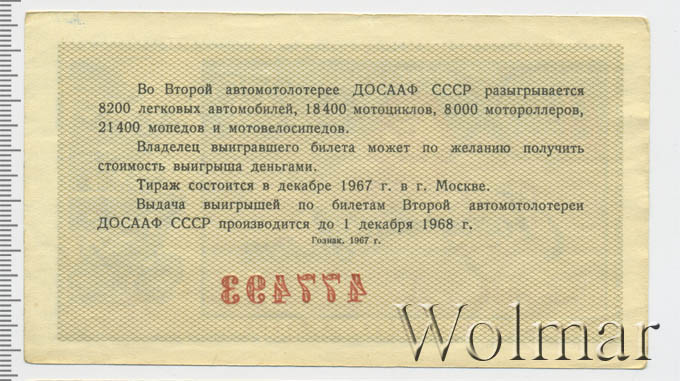 Во Второй автомотолотерее ДОСААФ СССР разыгрывается
8200 легковых автомобилей, 18400 мотоциклов, 8000 мотороллеров,
21400 мопедов и мотовелосипедов.
Владелец выигравшего билета может по желанию получить
стоимость выигрыша деньгами.
Тираж состоится в декабре 1967 г. в г. Москве.
Выдача выигрышей по билетам Второй автомотолотереи
ДОСААФ СССР производится до 1 декабря 1968 г.
Гознак. 1967 г.
477493
Wolmar